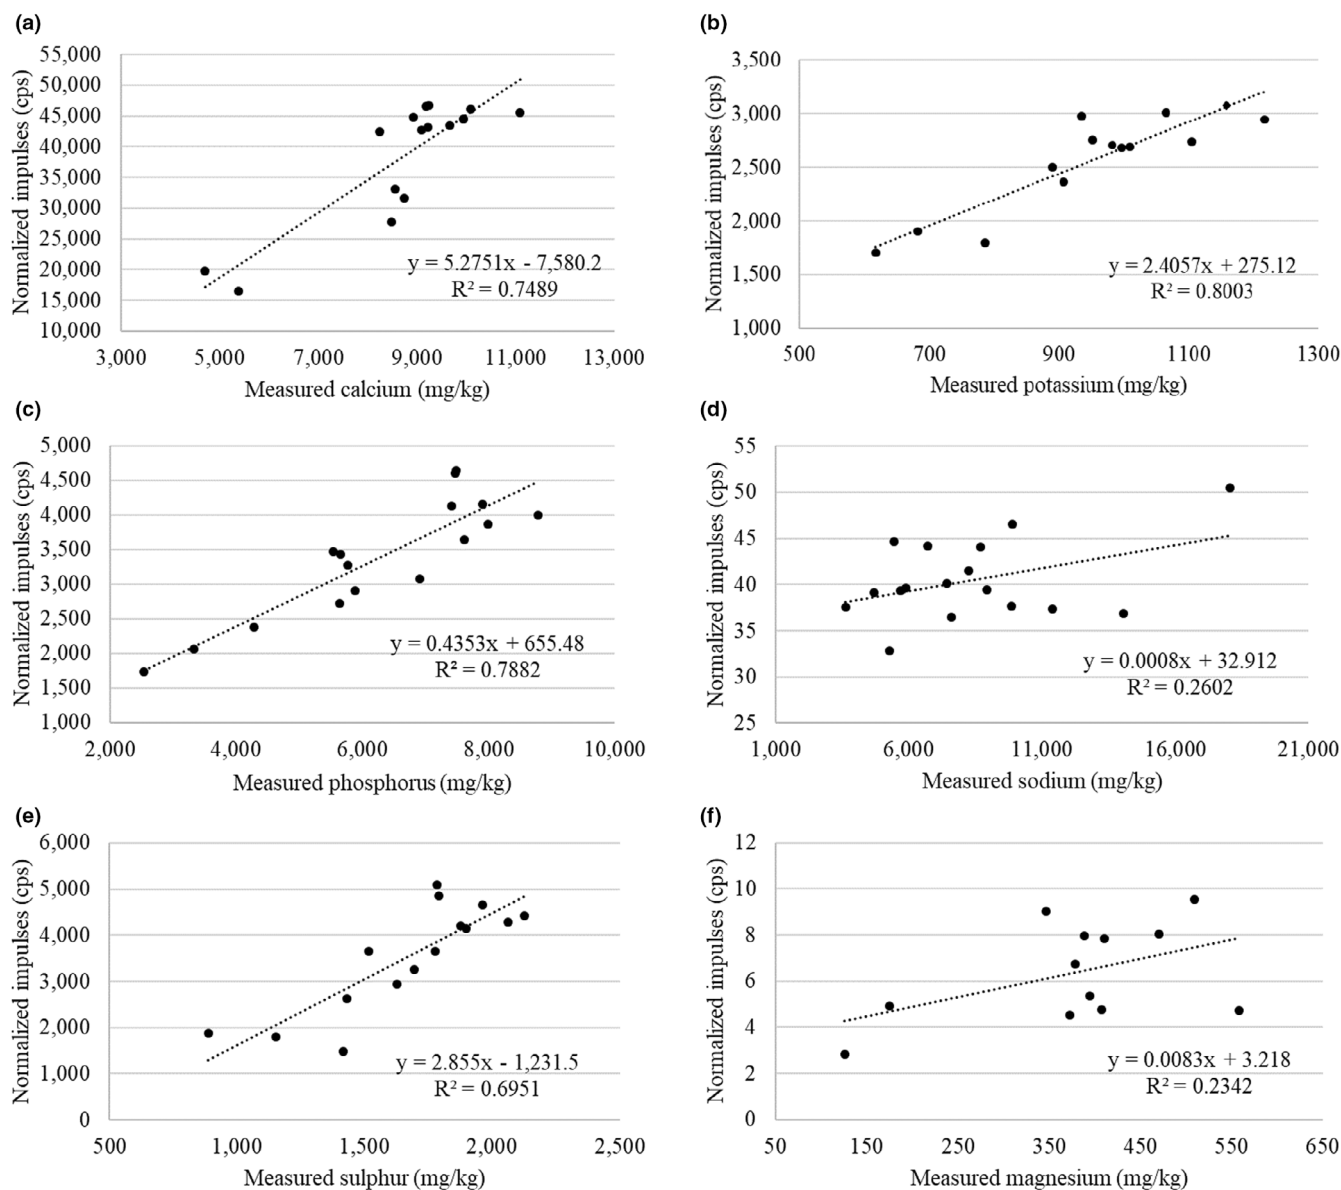 (a)
55,000
50,000
45,000
40,000
35,000
30,000
25,000
20,000
15,000
10,000
Normalized impulses (cps)
y = 5.2751x - 7,580.2
R² = 0.7489
3,000 5,000 7,000 9,000 11,000 13,000
Measured calcium (mg/kg)
(b)
3,500
3,000
2,500
2,000
1,500
1,000
Normalized impulses (cps)
y = 2.4057x + 275.12
R² = 0.8003
500 700 900 1100 1300
Measured potassium (mg/kg)
(c)
5,000
4,500
4,000
3,500
3,000
2,500
2,000
1,500
1,000
Normalized impulses (cps)
y = 0.4353x + 655.48
R² = 0.7882
2,000 4,000 6,000 8,000 10,000
Measured phosphorus (mg/kg)
(d)
55
50
45
40
35
30
25
Normalized impulses (cps)
y = 0.0008x + 32.912
R² = 0.2602
1,000 6,000 11,000 16,000 21,000
Measured sodium (mg/kg)
(e)
6,000
5,000
4,000
3,000
2,000
1,000
0
Normalized impulses (cps)
y = 2.855x - 1,231.5
R² = 0.6951
500 1,000 1,500 2,000 2,500
Measured sulphur (mg/kg)
(f)
12
10
8
6
4
2
0
Normalized impulses (cps)
y = 0.0083x + 3.218
R² = 0.2342
50 150 250 350 450 550 650
Measured magnesium (mg/kg)